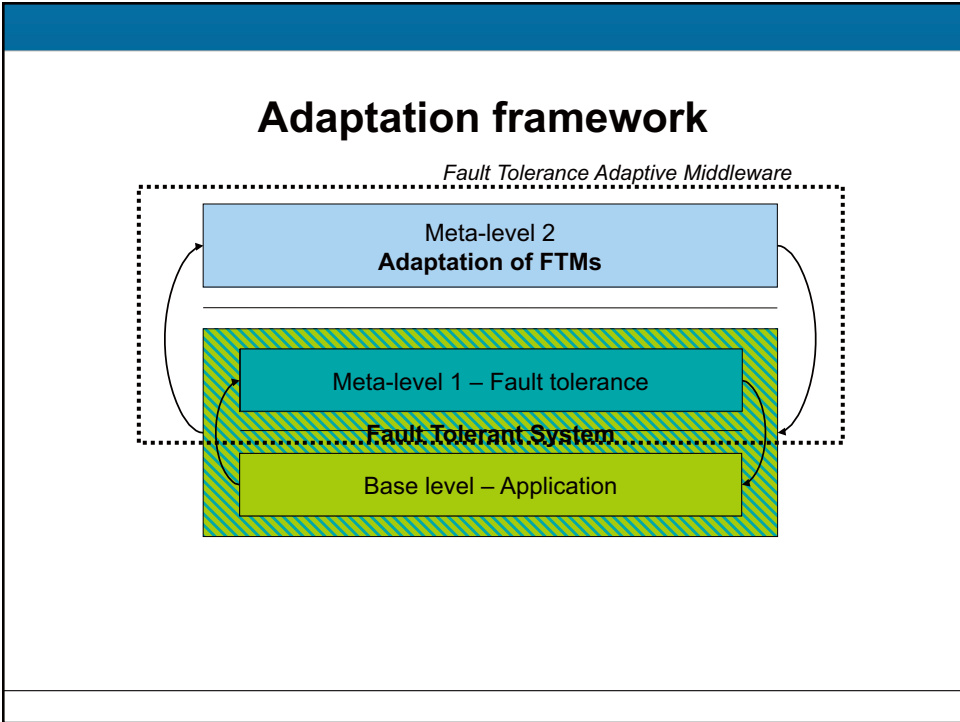 Adaptation framework
Fault Tolerance Adaptive Middleware
Meta-level 2
Adaptation of FTMs
Meta-level 1 – Fault tolerance
Fault Tolerant System
Base level – Application